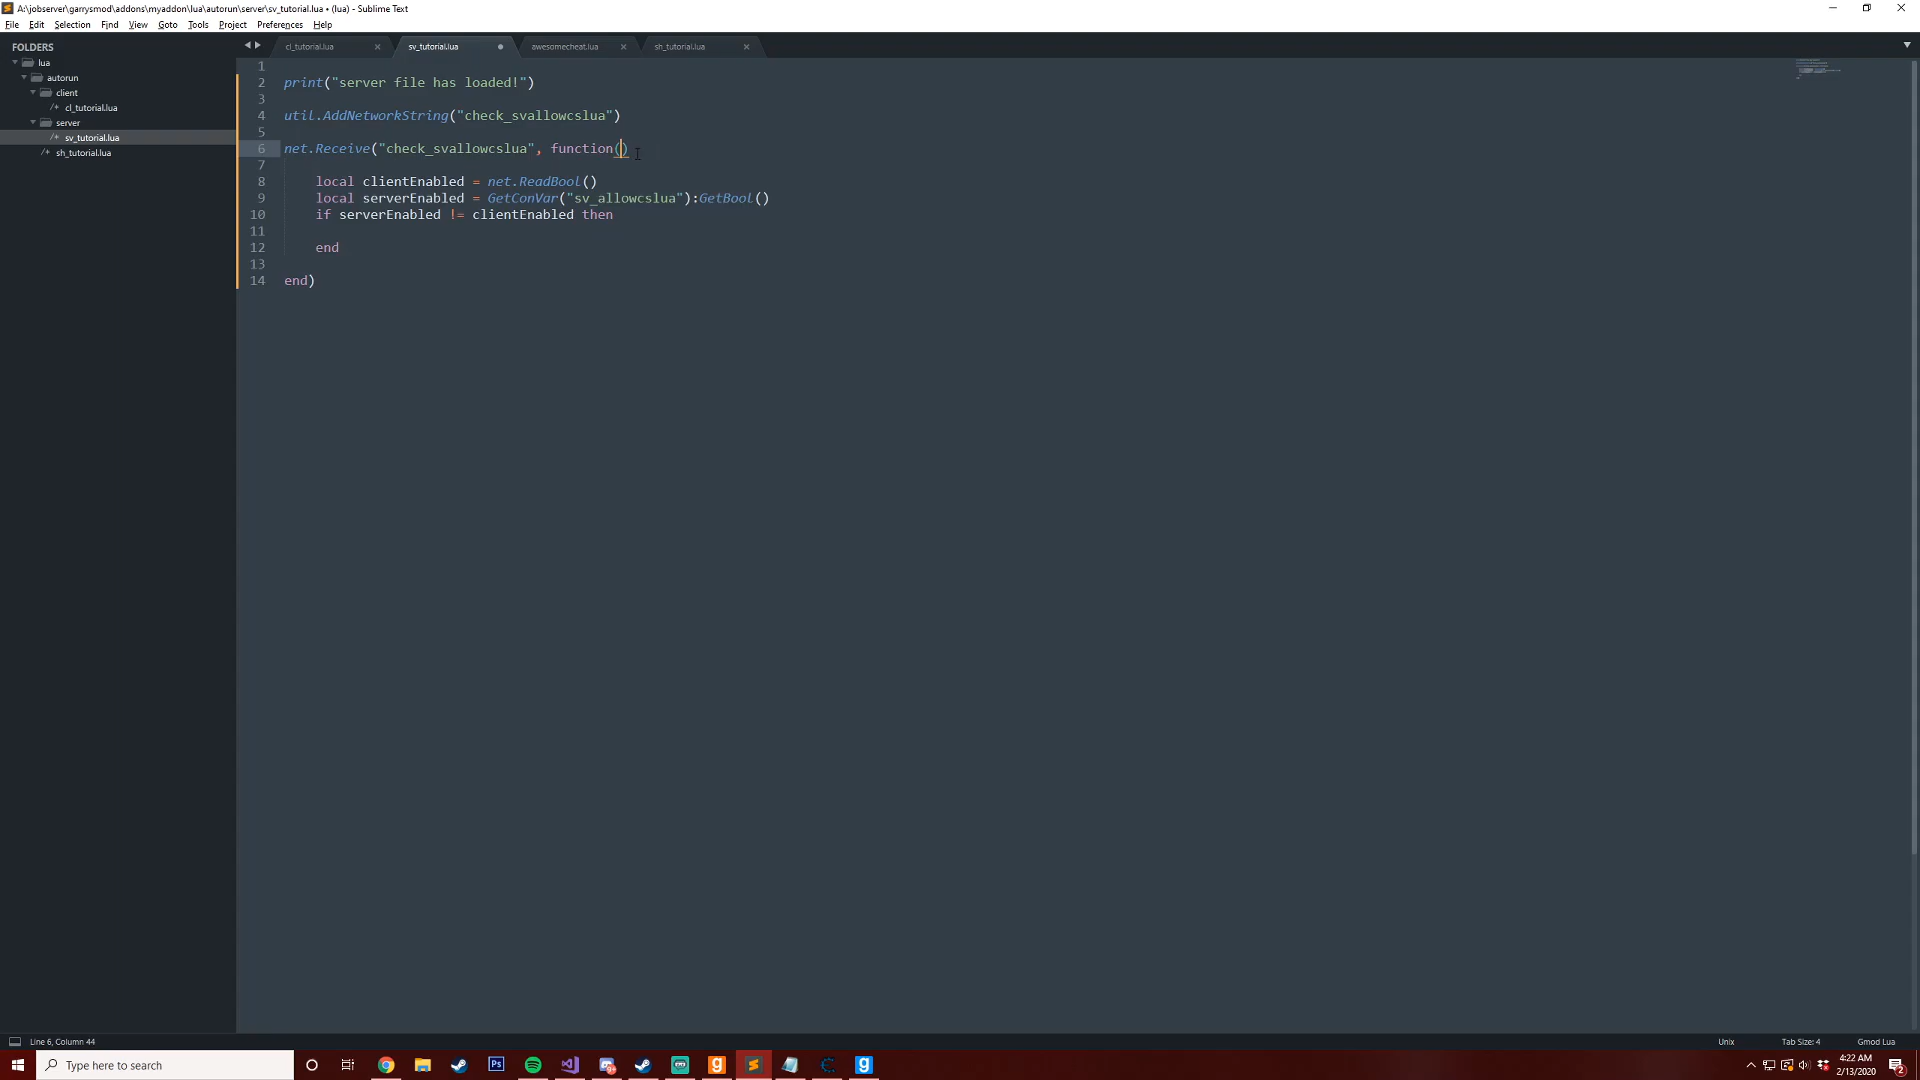 A:\jobserver\garrysmod\addons\myaddon\lua\autorun\server\sv_tutorial.lua • (lua) - Sublime Text
File Edit Selection Find View Goto Tools Project Preferences Help
FOLDERS
lua
autorun
client
/* cl_tutorial.lua
server
/* sv_tutorial.lua
/* sh_tutorial.lua
cl_tutorial.lua sv_tutorial.lua awesomecheat.lua sh_tutorial.lua
1
2 print("server file has loaded!")
3
4 util.AddNetworkString("check_svallowcslua")
5
6 net.Receive("check_svallowcslua", function()
7
8 local clientEnabled = net.ReadBool()
9 local serverEnabled = GetConVar("sv_allowcslua"):GetBool()
10 if serverEnabled != clientEnabled then
11
12 end
13
14 end)
Line 6, Column 44 Unix Tab Size: 4 Gmod Lua
Type here to search
4:22 AM
2/13/2020
2